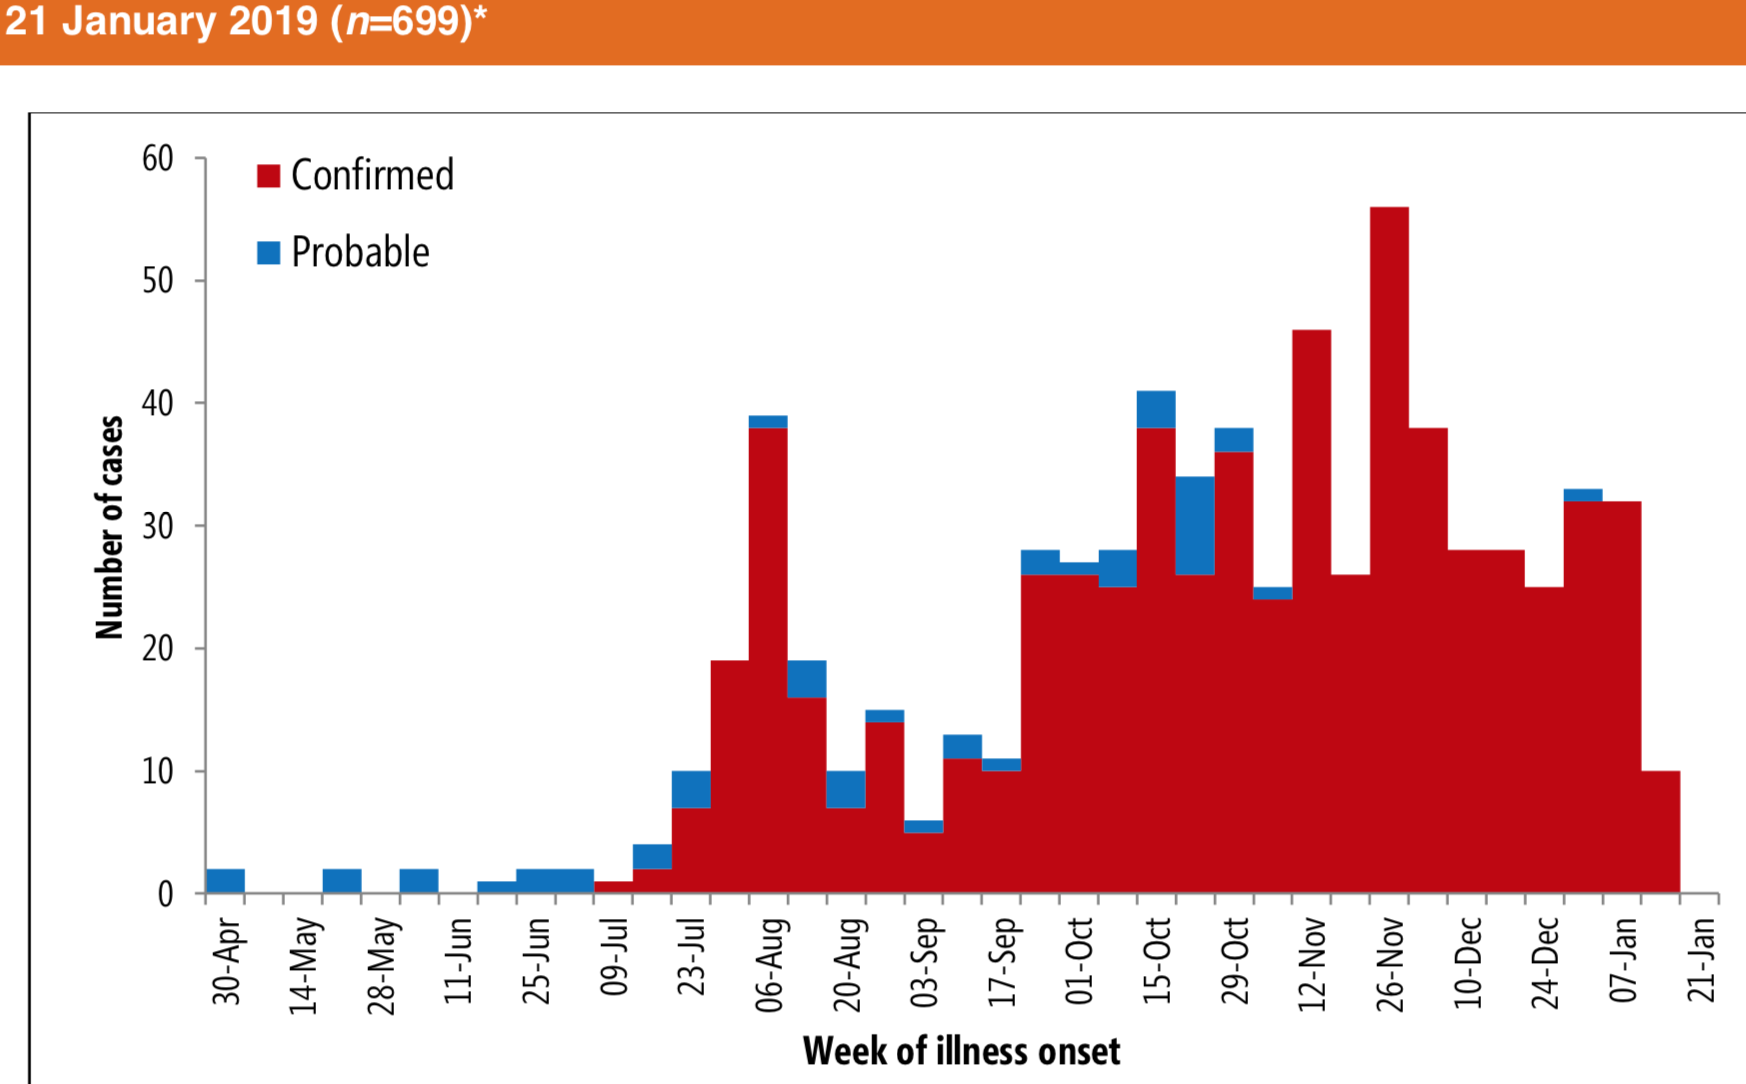 21 January 2019 (n=699)*
Confirmed
Probable
60
50
40
30
20
10
0
Number of cases
30-Apr
14-May
28-May
11-Jun
25-Jun
09-Jul
23-Jul
06-Aug
20-Aug
03-Sep
17-Sep
01-Oct
15-Oct
29-Oct
12-Nov
26-Nov
10-Dec
24-Dec
07-Jan
21-Jan
Week of illness onset